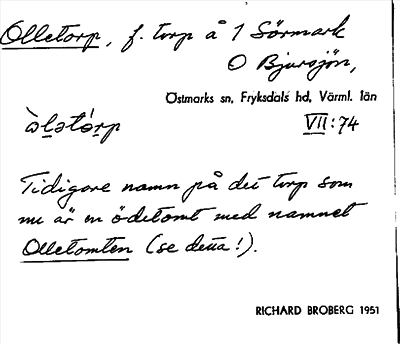 Olletorp, f. torp å 1 Sörmark
O Bjursjön,
Östmarks sn, Fryksdals hd, Värml. län
VII:74
Tidigare namn på det torp som
nu är en ödetomt med namnet
Olletomten (se detta!).
RICHARD BROBERG 1951